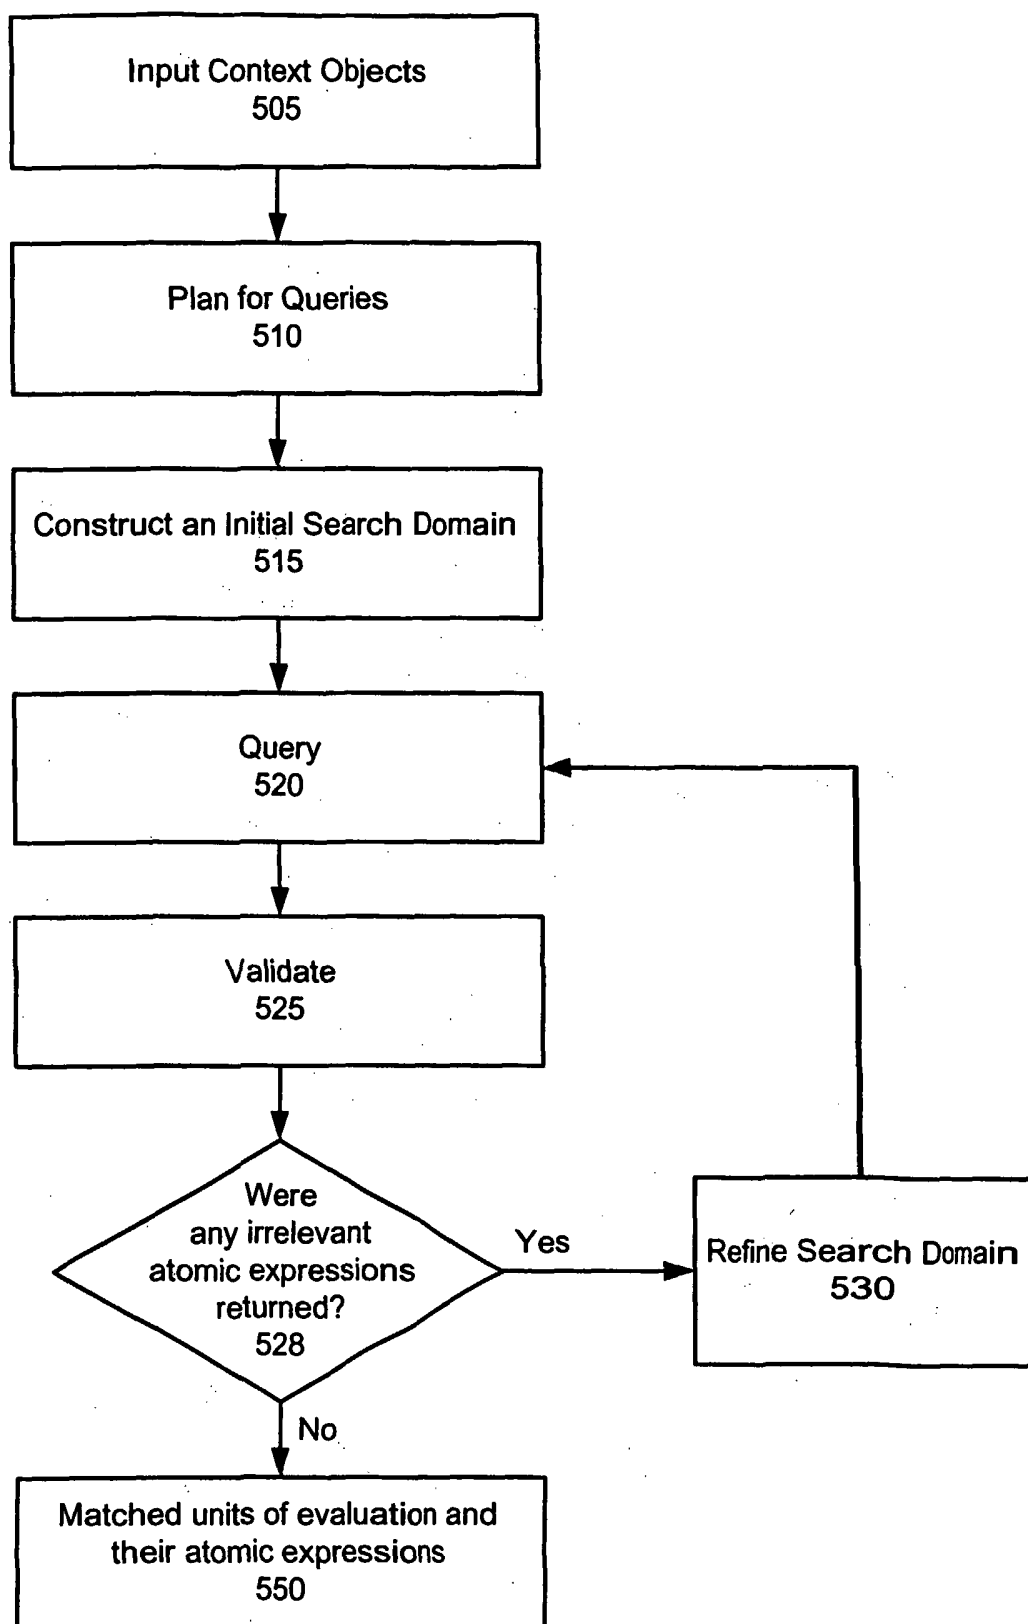 Input Context Objects
505
Plan for Queries
510
Construct an Initial Search Domain
515
Query
520
Validate
525
Were
any irrelevant
atomic expressions
returned?
528
Yes
Refine Search Domain
530
No
Matched units of evaluation and
their atomic expressions
550